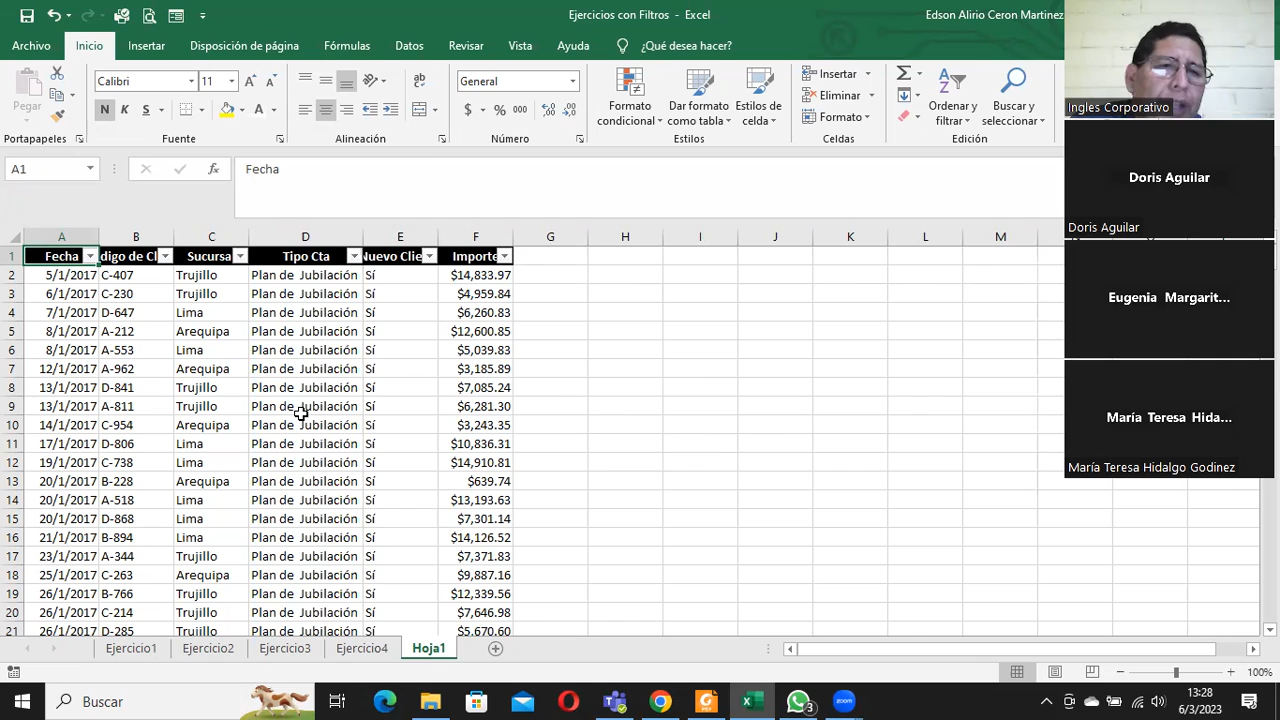 Ejercicios con Filtros - Excel
Edson Alirio Ceron Martinez
Archivo Inicio Insertar Disposición de página Fórmulas Datos Revisar Vista Ayuda ¿Qué desea hacer?
Pegar
Calibri 11
N K S
General
$ % 000
Formato condicional
Dar formato como tabla
Estilos de celda
Insertar
Eliminar
Formato
Ordenar y filtrar
Buscar y seleccionar
Portapapeles Fuente Alineación Número Estilos Celdas Edición
A1 fx Fecha
A B C D E F G H I J K L M
1 Fecha digo de Cl Sucursa Tipo Cta Nuevo Clie Importe
2 5/1/2017 C-407 Trujillo Plan de Jubilación Sí $14,833.97
3 6/1/2017 C-230 Trujillo Plan de Jubilación Sí $4,959.84
4 7/1/2017 D-647 Lima Plan de Jubilación Sí $6,260.83
5 8/1/2017 A-212 Arequipa Plan de Jubilación Sí $12,600.85
6 8/1/2017 A-553 Lima Plan de Jubilación Sí $5,039.83
7 12/1/2017 A-962 Arequipa Plan de Jubilación Sí $3,185.89
8 13/1/2017 D-841 Trujillo Plan de Jubilación Sí $7,085.24
9 13/1/2017 A-811 Trujillo Plan de Jubilación Sí $6,281.30
10 14/1/2017 C-954 Arequipa Plan de Jubilación Sí $3,243.35
11 17/1/2017 D-806 Lima Plan de Jubilación Sí $10,836.31
12 19/1/2017 C-738 Lima Plan de Jubilación Sí $14,910.81
13 20/1/2017 B-228 Arequipa Plan de Jubilación Sí $639.74
14 20/1/2017 A-518 Lima Plan de Jubilación Sí $13,193.63
15 20/1/2017 D-868 Lima Plan de Jubilación Sí $7,301.14
16 21/1/2017 B-894 Lima Plan de Jubilación Sí $14,126.52
17 23/1/2017 A-344 Trujillo Plan de Jubilación Sí $7,371.83
18 25/1/2017 C-263 Arequipa Plan de Jubilación Sí $9,887.16
19 26/1/2017 B-766 Trujillo Plan de Jubilación Sí $12,339.56
20 26/1/2017 C-214 Trujillo Plan de Jubilación Sí $7,646.98
21 26/1/2017 D-285 Trujillo Plan de Jubilación Sí $5,670.60
Ejercicio1 Ejercicio2 Ejercicio3 Ejercicio4 Hoja1
100%
Buscar
3
zoom
13:28
6/3/2023
Ingles Corporativo
Doris Aguilar
Doris Aguilar
Eugenia Margarit...
María Teresa Hida...
María Teresa Hidalgo Godinez